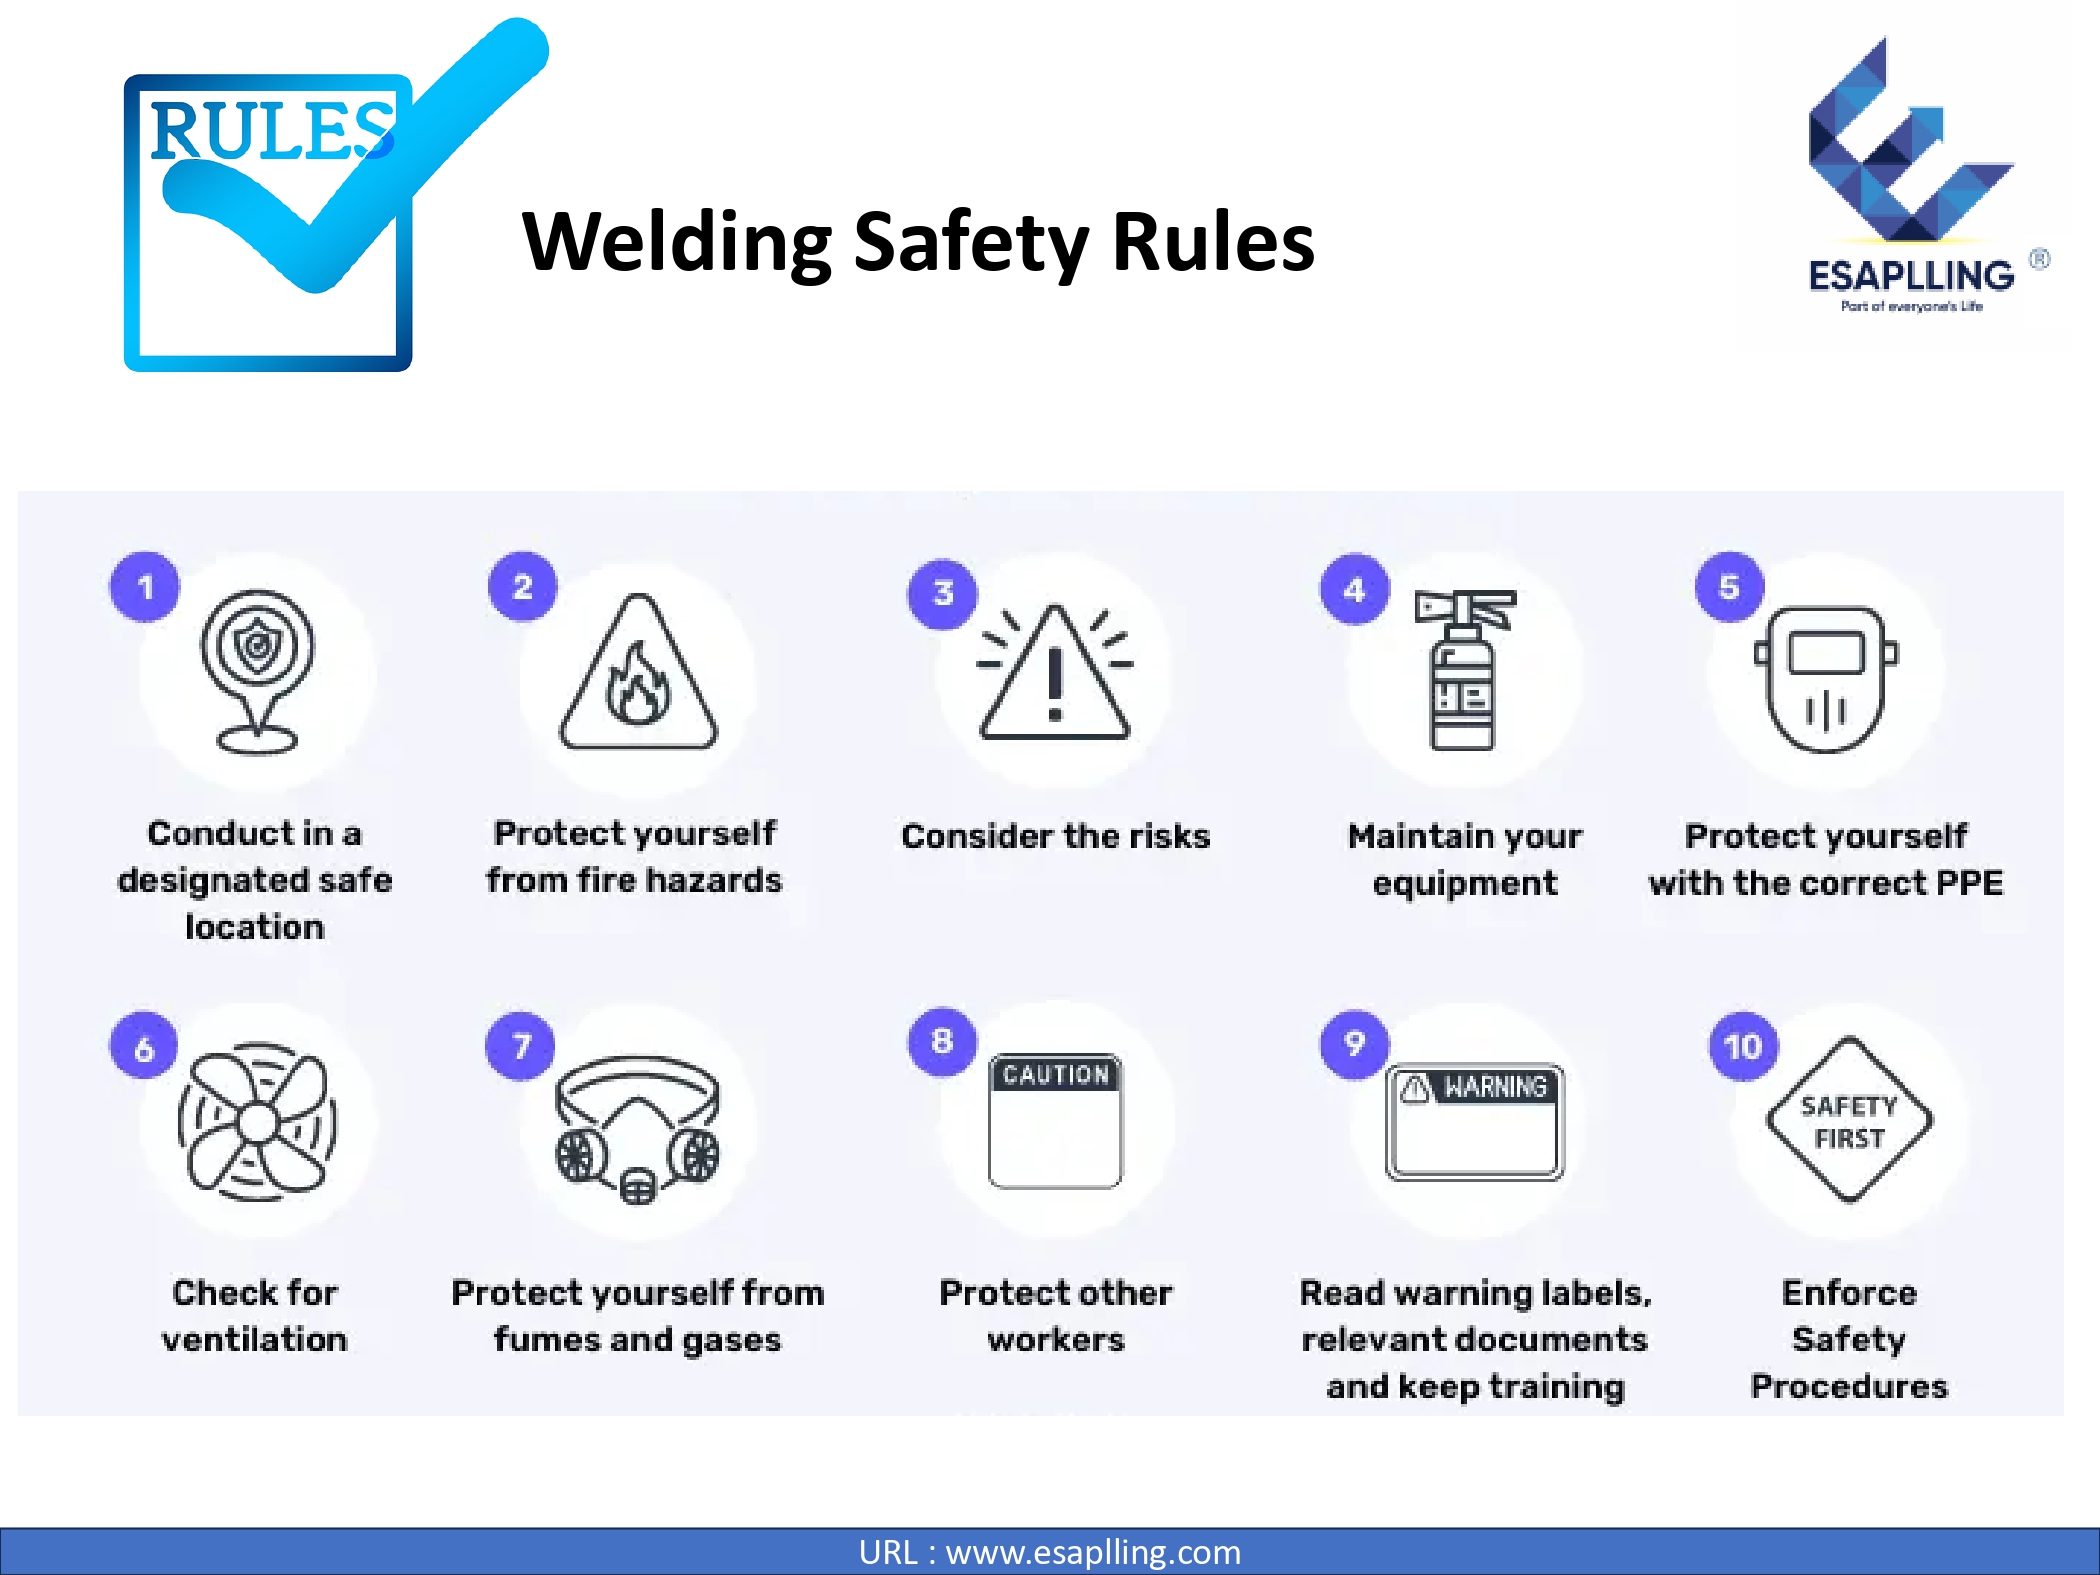 RULES
Welding Safety Rules
ESAPLLING ®
Part of everyone's Life
1
Conduct in a
designated safe
location
2
Protect yourself
from fire hazards
3
Consider the risks
4
Maintain your
equipment
5
Protect yourself
with the correct PPE
6
Check for
ventilation
7
Protect yourself from
fumes and gases
8
CAUTION
Protect other
workers
9
WARNING
Read warning labels,
relevant documents
and keep training
10
SAFETY
FIRST
Enforce
Safety
Procedures
URL : www.esaplling.com